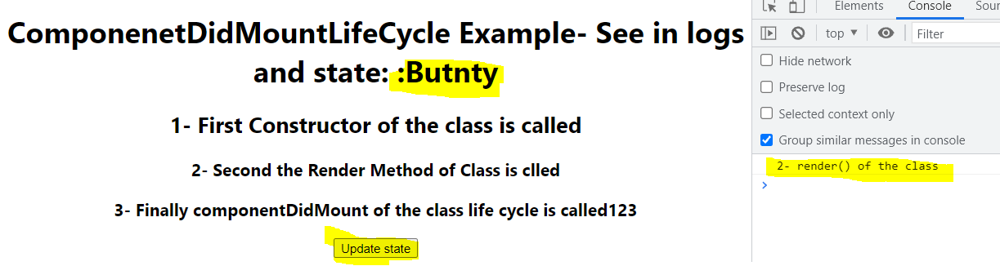 ComponenetDidMountLifeCycle Example- See in logs
and state: :Butnty
1- First Constructor of the class is called
2- Second the Render Method of Class is clled
3- Finally componentDidMount of the class life cycle is called123
Update state
Elements Console Sour
top ▼ Filter
Hide network
Preserve log
Selected context only
Group similar messages in console
2- render() of the class
>